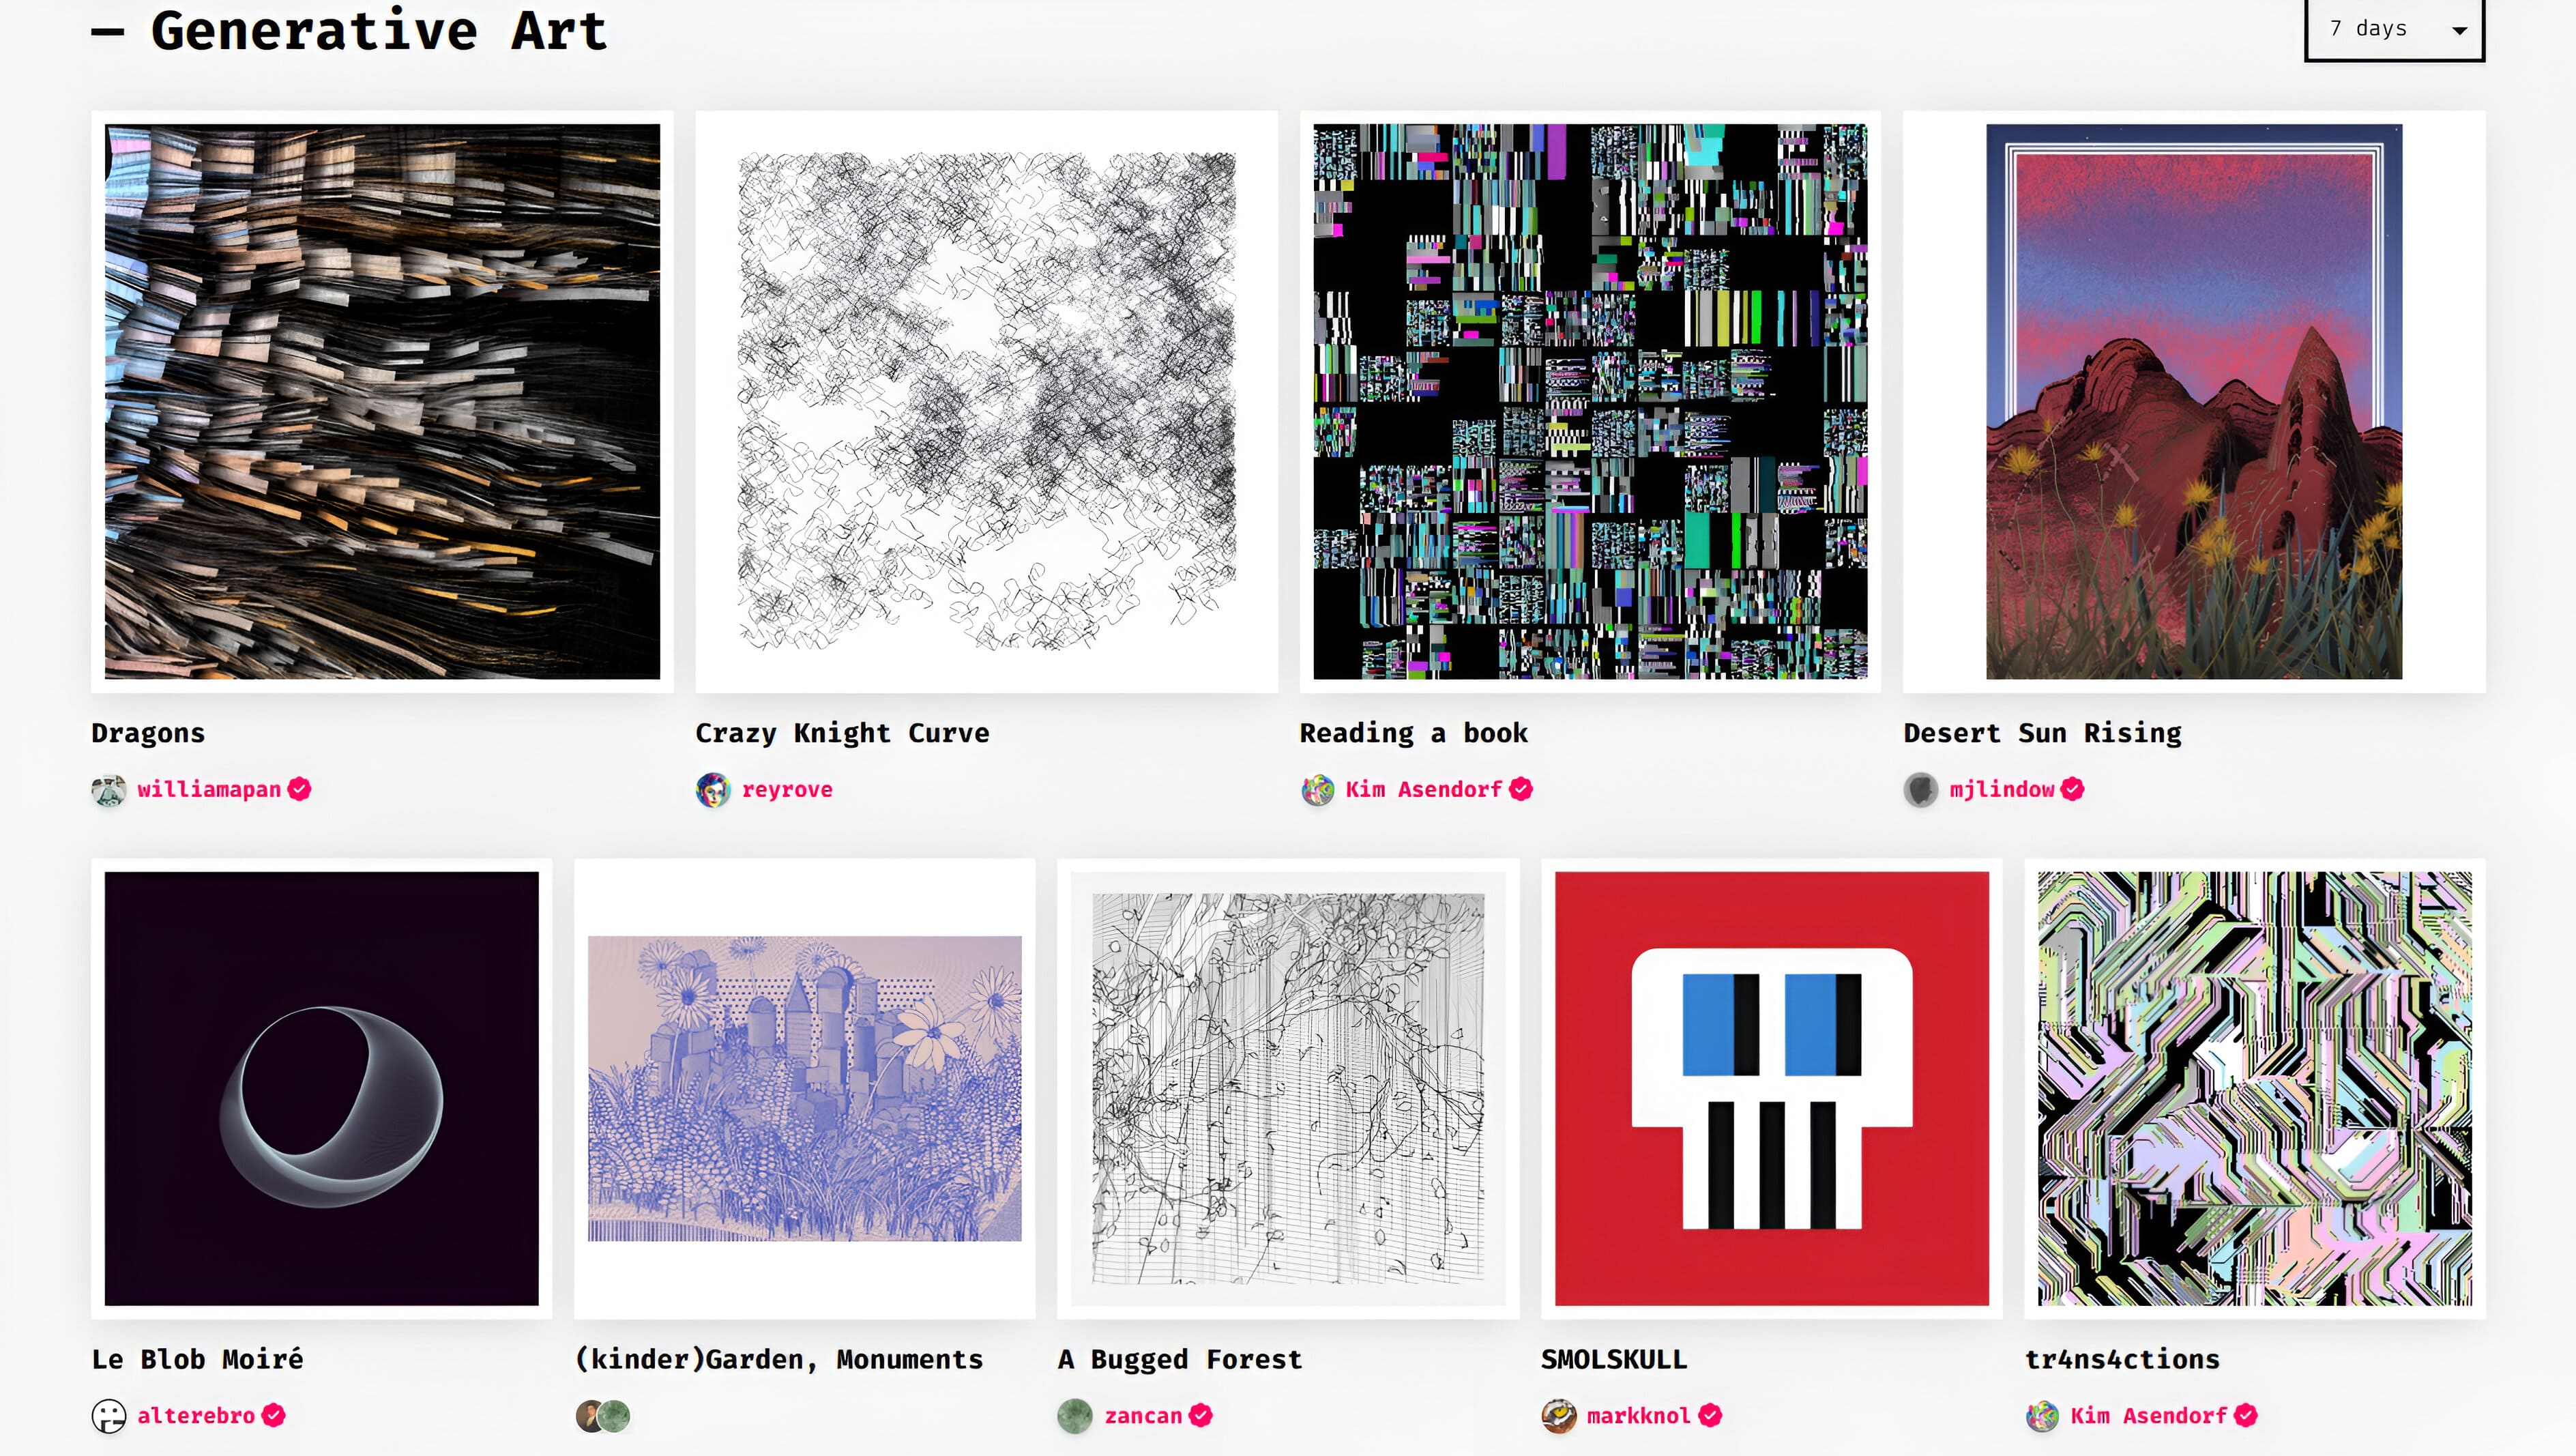 — Generative Art
7 days
Dragons
williamapan
Crazy Knight Curve
reyrove
Reading a book
Kim Asendorf
Desert Sun Rising
mjlindow
Le Blob Moiré
alterebro
(kinder)Garden, Monuments
A Bugged Forest
zancan
SMOLSKULL
markknol
tr4ns4ctions
Kim Asendorf